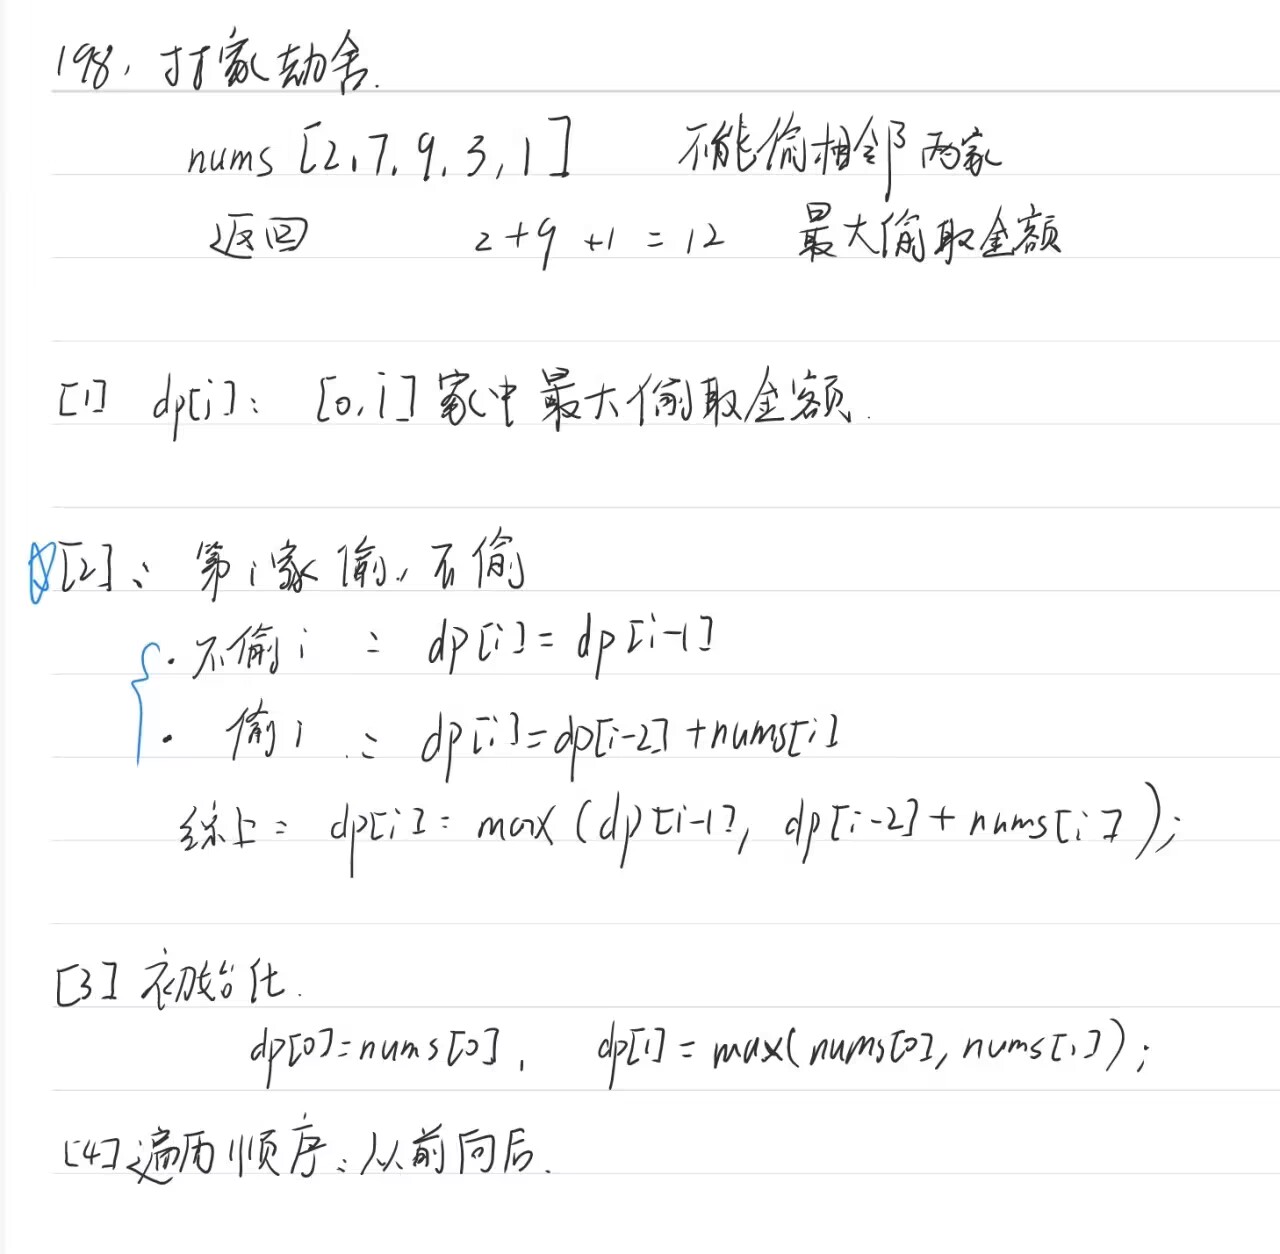 198. 打家劫舍.
nums [2,7,9,3,1] 不能偷相邻两家
返回 2+9+1=12 最大偷取金额
[1] dp[i]: [0,i]家中最大偷取金额.
[2]: 第i家偷,不偷
· 不偷i : dp[i]=dp[i-1]
· 偷i : dp[i]=dp[i-2]+nums[i]
综上: dp[i]=max(dp[i-1], dp[i-2]+nums[i]);
[3] 初始化.
dp[0]=nums[0], dp[1]=max(nums[0],nums[1]);
[4]遍历顺序:从前向后.